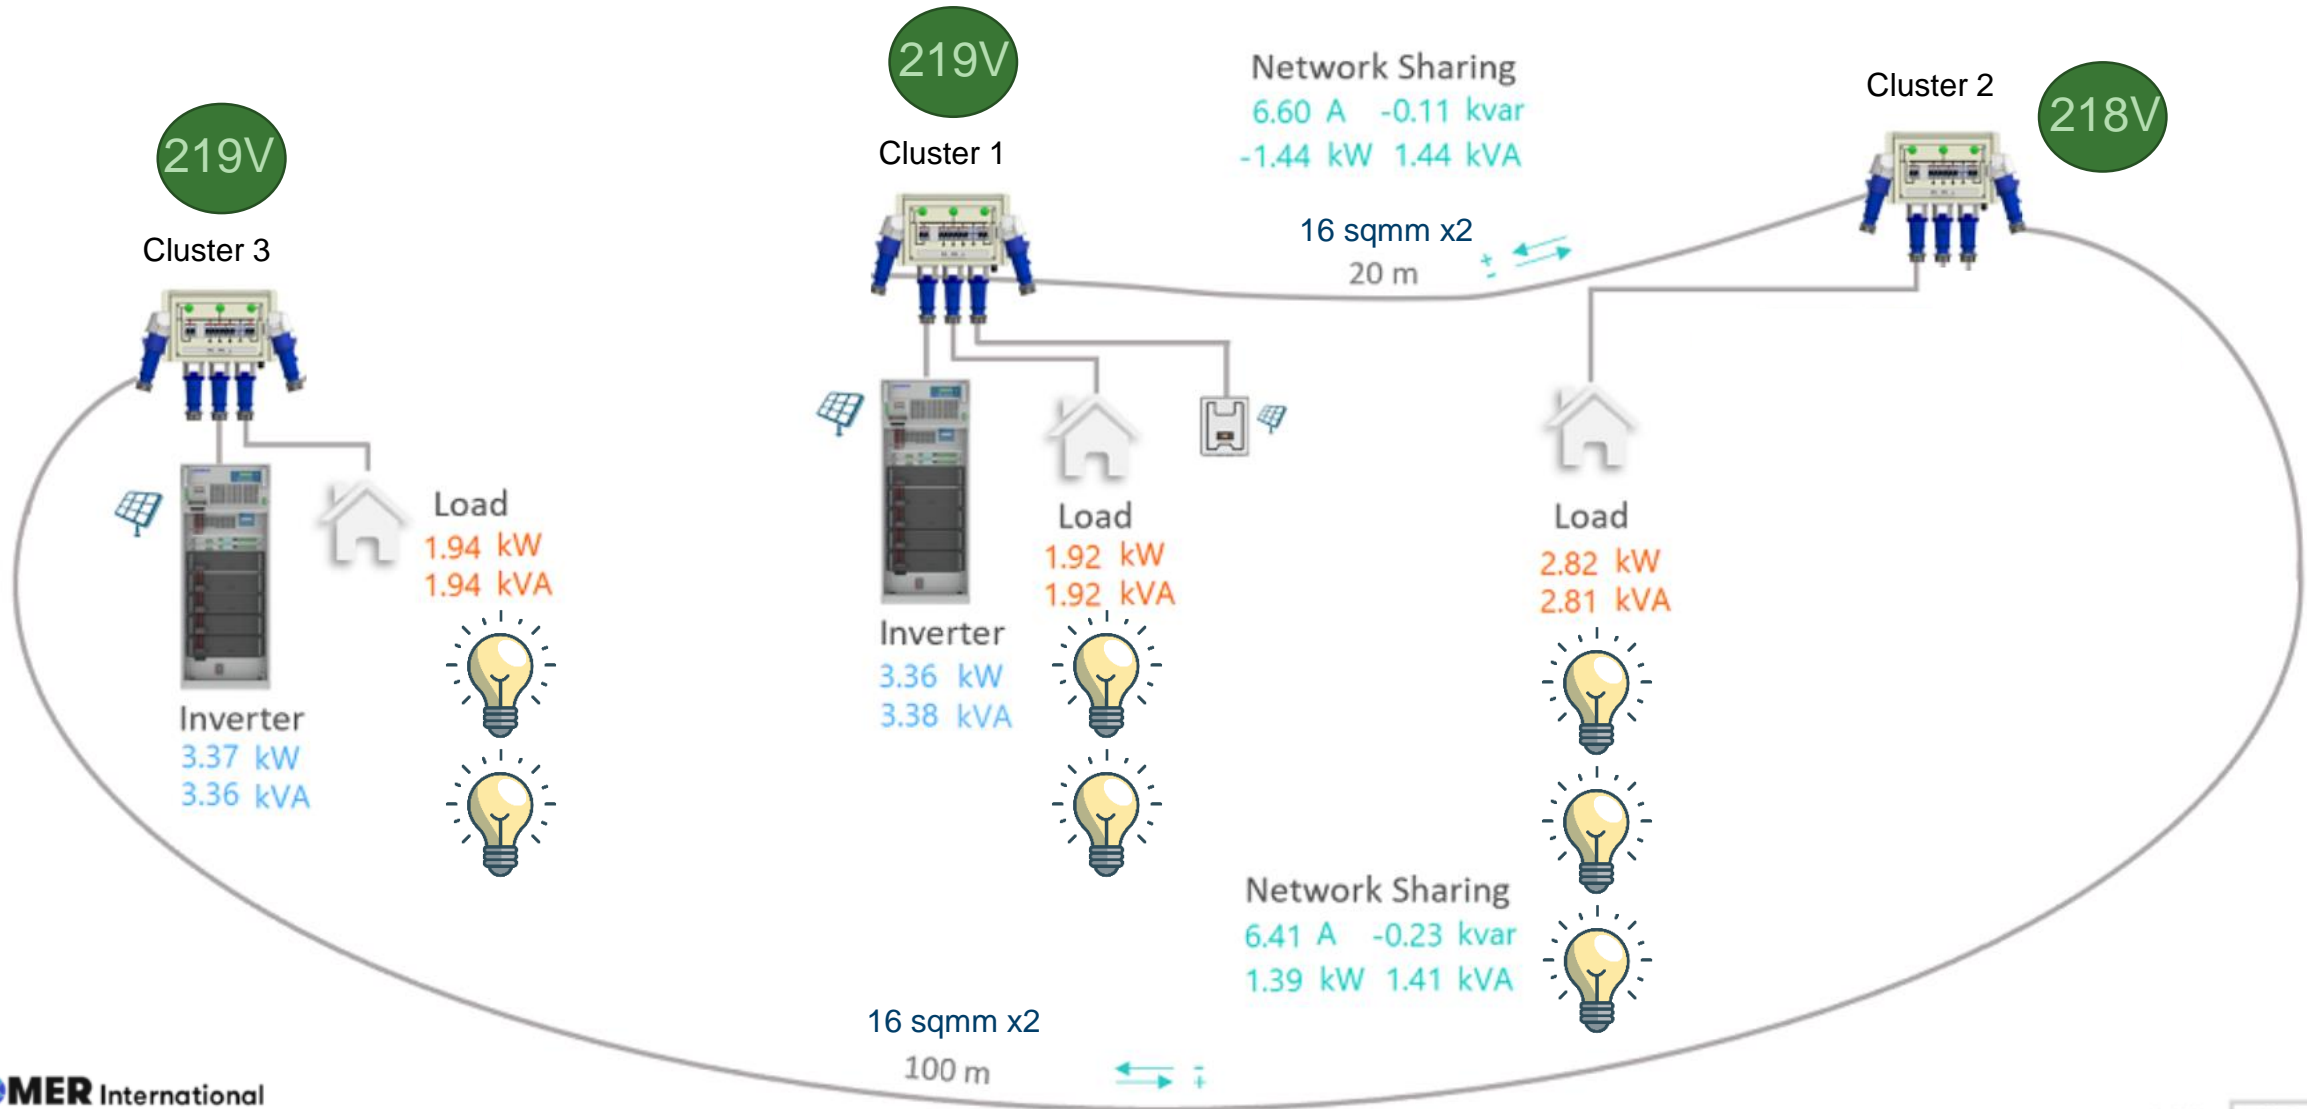 219V
Cluster 3
Load
1.94 kW
1.94 kVA
Inverter
3.37 kW
3.36 kVA
219V
Cluster 1
Load
1.92 kW
1.92 kVA
Inverter
3.36 kW
3.38 kVA
Network Sharing
6.60 A -0.11 kvar
-1.44 kW 1.44 kVA
16 sqmm x2
20 m
+
-
Cluster 2
218V
Load
2.82 kW
2.81 kVA
Network Sharing
6.41 A -0.23 kvar
1.39 kW 1.41 kVA
16 sqmm x2
100 m
-
+
MER International